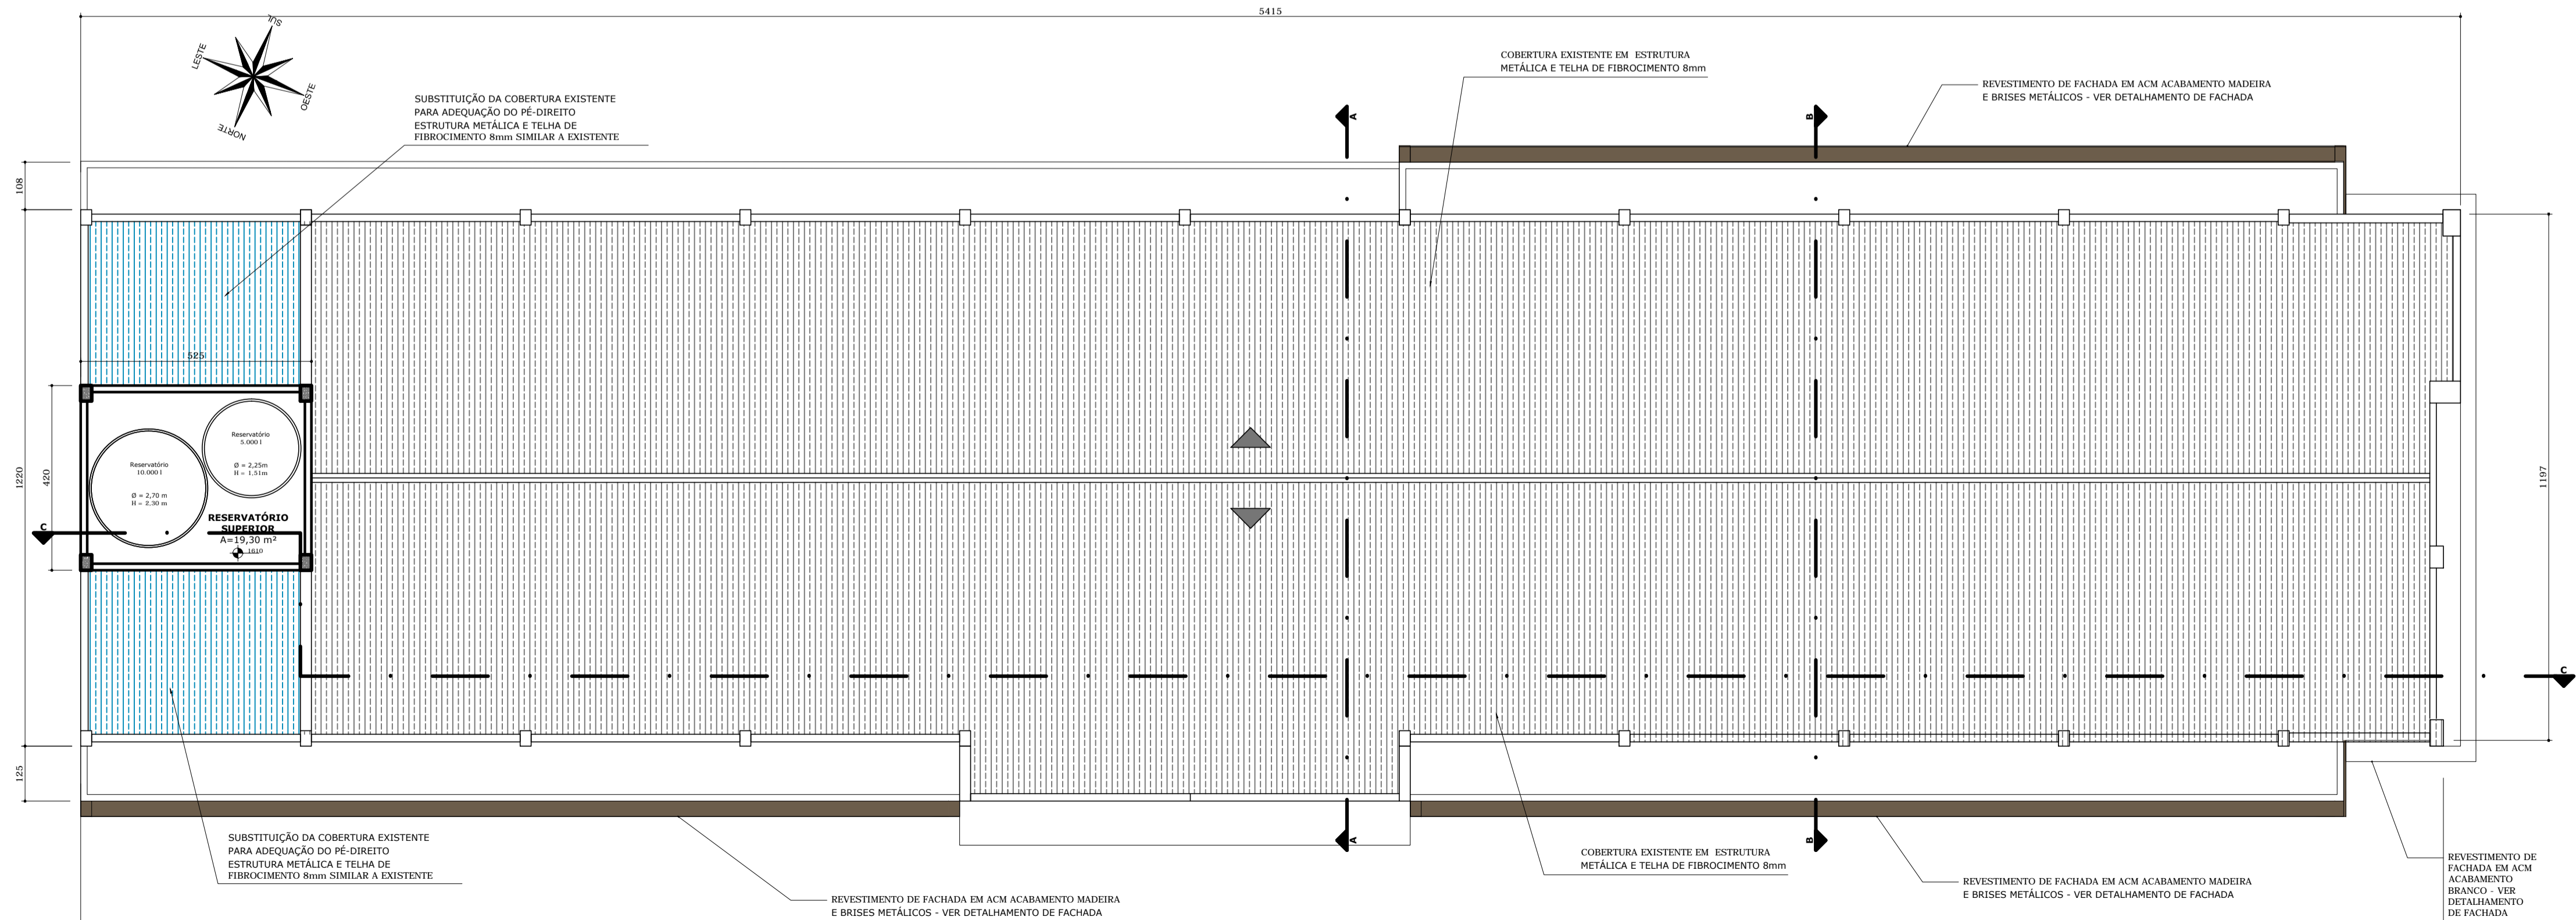 5415
SUL
LESTE
OESTE
NORTE
COBERTURA EXISTENTE EM ESTRUTURA
METÁLICA E TELHA DE FIBROCIMENTO 8mm
REVESTIMENTO DE FACHADA EM ACM ACABAMENTO MADEIRA
E BRISES METÁLICOS - VER DETALHAMENTO DE FACHADA
SUBSTITUIÇÃO DA COBERTURA EXISTENTE
PARA ADEQUAÇÃO DO PÉ-DIREITO
ESTRUTURA METÁLICA E TELHA DE
FIBROCIMENTO 8mm SIMILAR A EXISTENTE
A
B
108
525
1220
420
1197
Reservatório
5.000 l
Ø = 2,25m
H = 1,51m
Reservatório
10.000 l
Ø = 2,70 m
H = 2,30 m
RESERVATÓRIO
SUPERIOR
A=19,30 m²
1610
C
C
125
A
B
SUBSTITUIÇÃO DA COBERTURA EXISTENTE
PARA ADEQUAÇÃO DO PÉ-DIREITO
ESTRUTURA METÁLICA E TELHA DE
FIBROCIMENTO 8mm SIMILAR A EXISTENTE
REVESTIMENTO DE FACHADA EM ACM ACABAMENTO MADEIRA
E BRISES METÁLICOS - VER DETALHAMENTO DE FACHADA
COBERTURA EXISTENTE EM ESTRUTURA
METÁLICA E TELHA DE FIBROCIMENTO 8mm
REVESTIMENTO DE FACHADA EM ACM ACABAMENTO MADEIRA
E BRISES METÁLICOS - VER DETALHAMENTO DE FACHADA
REVESTIMENTO DE
FACHADA EM ACM
ACABAMENTO
BRANCO - VER
DETALHAMENTO
DE FACHADA